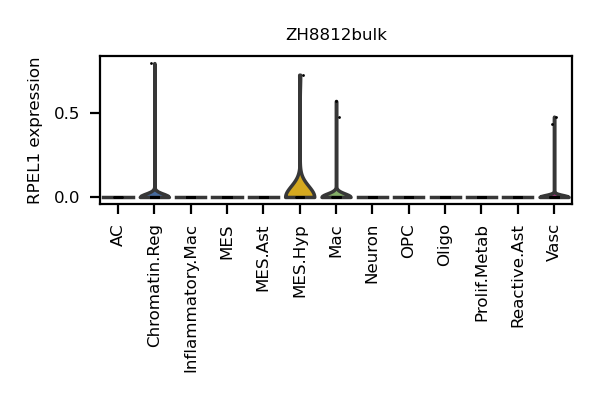 ZH8812bulk
RPEL1 expression
0.5
0.0
AC
Chromatin.Reg
Inflammatory.Mac
MES
MES.Ast
MES.Hyp
Mac
Neuron
OPC
Oligo
Prolif.Metab
Reactive.Ast
Vasc